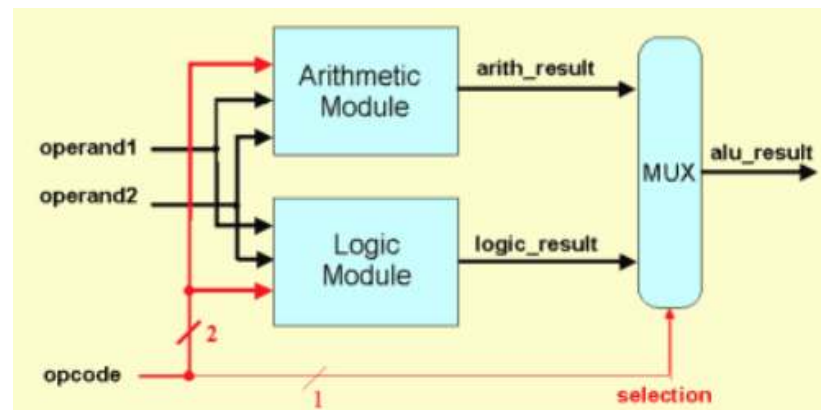 Arithmetic
Module
arith_result
operand1
operand2
MUX
alu_result
Logic
Module
logic_result
2
opcode
1
selection